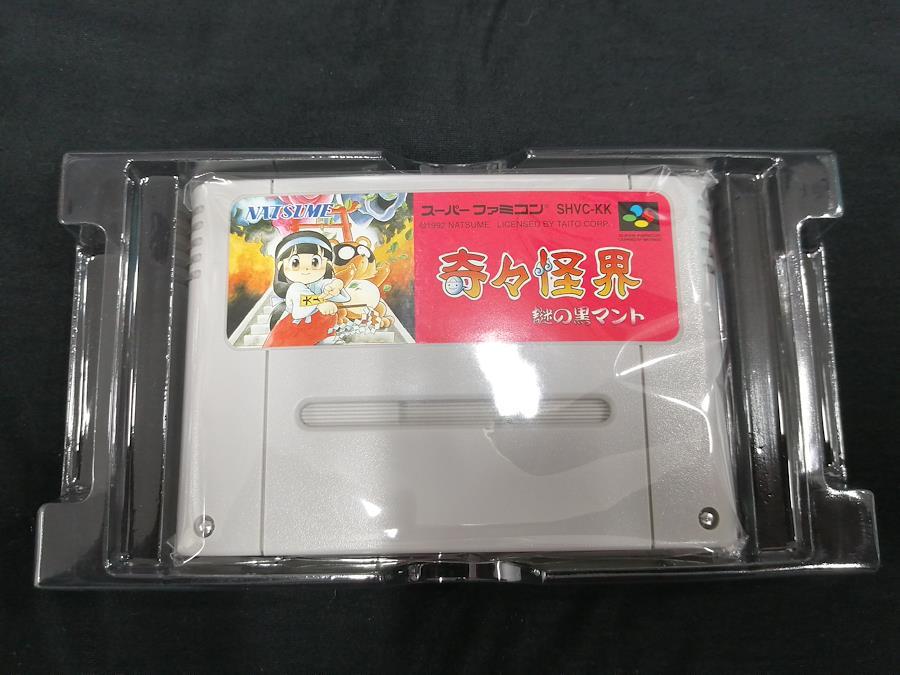 NATSUME
スーパーファミコン SHVC-KK
©1992 NATSUME. LICENSED BY TAITO CORP.
奇々怪界
謎の黒マント